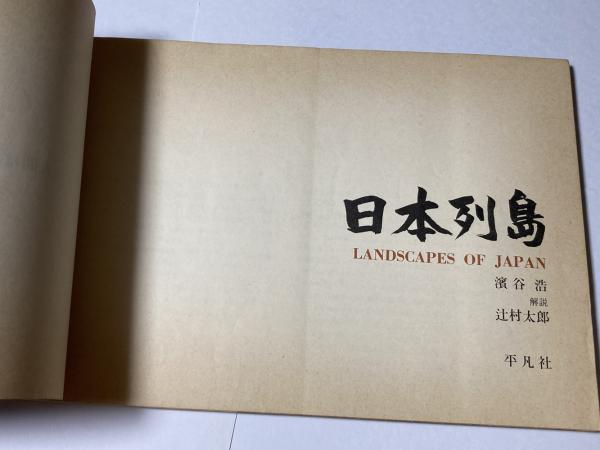 日本列島
LANDSCAPES OF JAPAN
濱谷 浩
解説
辻村太郎
平凡社